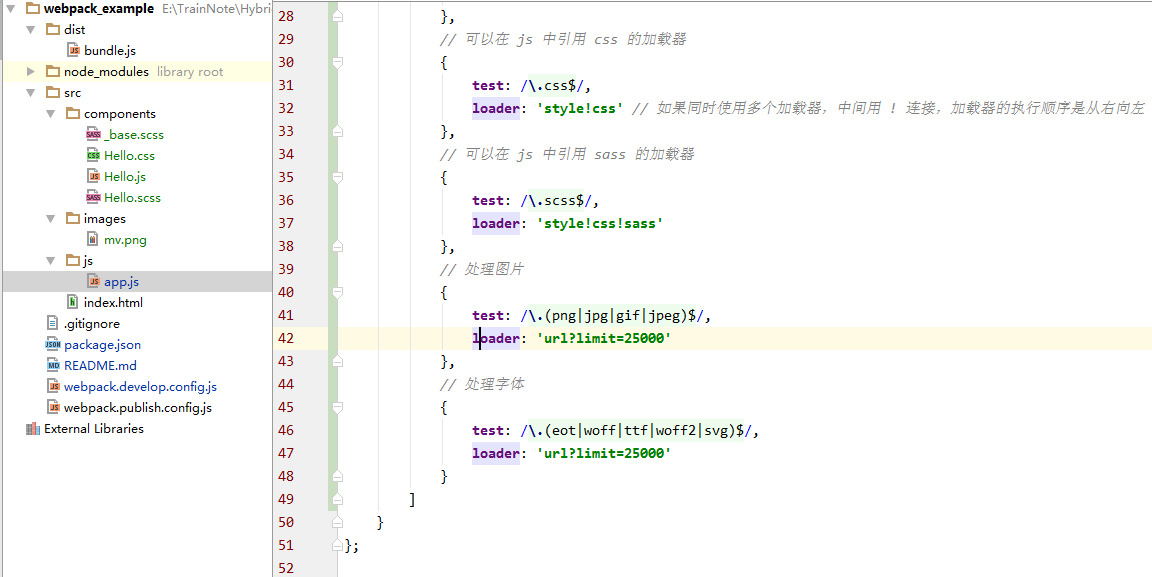 webpack_example E:\TrainNote\Hybri
dist
bundle.js
node_modules library root
src
components
_base.scss
Hello.css
Hello.js
Hello.scss
images
mv.png
js
app.js
index.html
.gitignore
package.json
README.md
webpack.develop.config.js
webpack.publish.config.js
External Libraries
28 },
29 // 可以在 js 中引用 css 的加载器
30 {
31 test: /\.css$/,
32 loader: 'style!css' // 如果同时使用多个加载器，中间用 ! 连接，加载器的执行顺序是从右向左
33 },
34 // 可以在 js 中引用 sass 的加载器
35 {
36 test: /\.scss$/,
37 loader: 'style!css!sass'
38 },
39 // 处理图片
40 {
41 test: /\.(png|jpg|gif|jpeg)$/,
42 loader: 'url?limit=25000'
43 },
44 // 处理字体
45 {
46 test: /\.(eot|woff|ttf|woff2|svg)$/,
47 loader: 'url?limit=25000'
48 }
49 ]
50 }
51 };
52